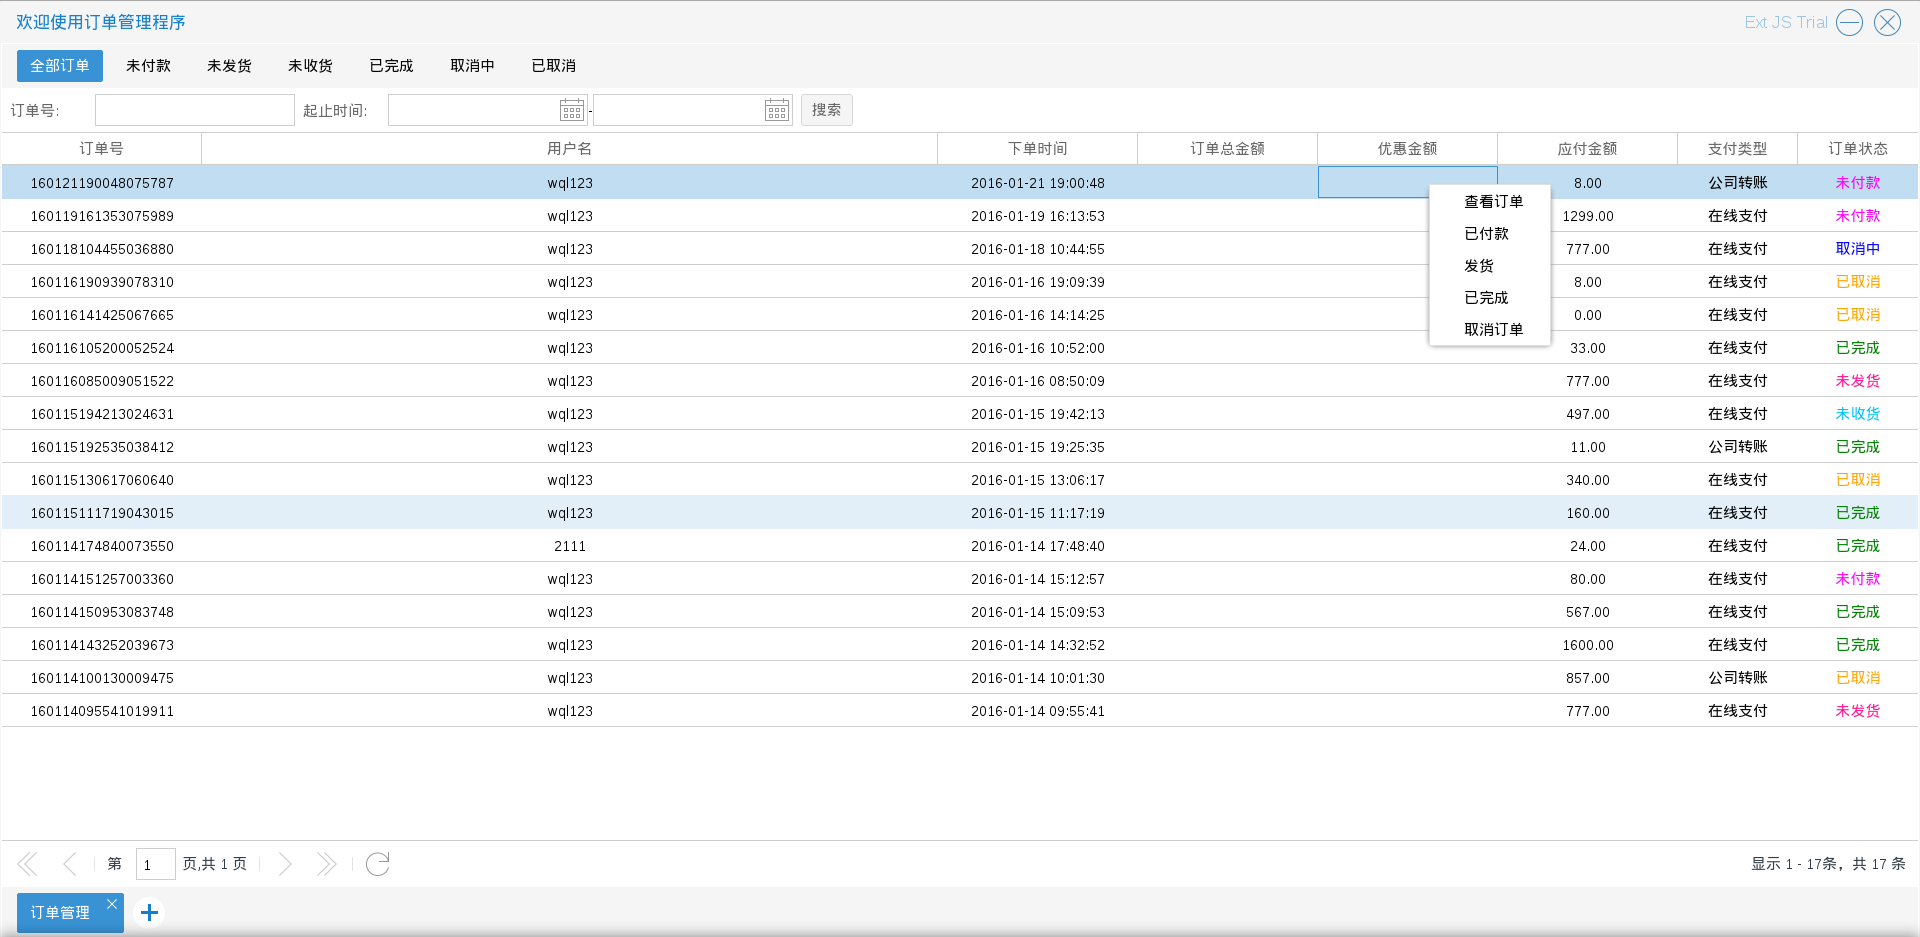 欢迎使用订单管理程序 Ext JS Trial
全部订单 未付款 未发货 未收货 已完成 取消中 已取消
订单号: 起止时间: - 搜索
订单号 用户名 下单时间 订单总金额 优惠金额 应付金额 支付类型 订单状态
160121190048075787 wql123 2016-01-21 19:00:48 8.00 公司转账 未付款
160119161353075989 wql123 2016-01-19 16:13:53 1299.00 在线支付 未付款
160118104455036880 wql123 2016-01-18 10:44:55 777.00 在线支付 取消中
160116190939078310 wql123 2016-01-16 19:09:39 8.00 在线支付 已取消
160116141425067665 wql123 2016-01-16 14:14:25 0.00 在线支付 已取消
160116105200052524 wql123 2016-01-16 10:52:00 33.00 在线支付 已完成
160116085009051522 wql123 2016-01-16 08:50:09 777.00 在线支付 未发货
160115194213024631 wql123 2016-01-15 19:42:13 497.00 在线支付 未收货
160115192535038412 wql123 2016-01-15 19:25:35 11.00 公司转账 已完成
160115130617060640 wql123 2016-01-15 13:06:17 340.00 在线支付 已取消
160115111719043015 wql123 2016-01-15 11:17:19 160.00 在线支付 已完成
160114174840073550 2111 2016-01-14 17:48:40 24.00 在线支付 已完成
160114151257003360 wql123 2016-01-14 15:12:57 80.00 在线支付 未付款
160114150953083748 wql123 2016-01-14 15:09:53 567.00 在线支付 已完成
160114143252039673 wql123 2016-01-14 14:32:52 1600.00 在线支付 已完成
160114100130009475 wql123 2016-01-14 10:01:30 857.00 公司转账 已取消
160114095541019911 wql123 2016-01-14 09:55:41 777.00 在线支付 未发货
查看订单
已付款
发货
已完成
取消订单
第 1 页,共 1 页 显示 1 - 17条，共 17 条
订单管理